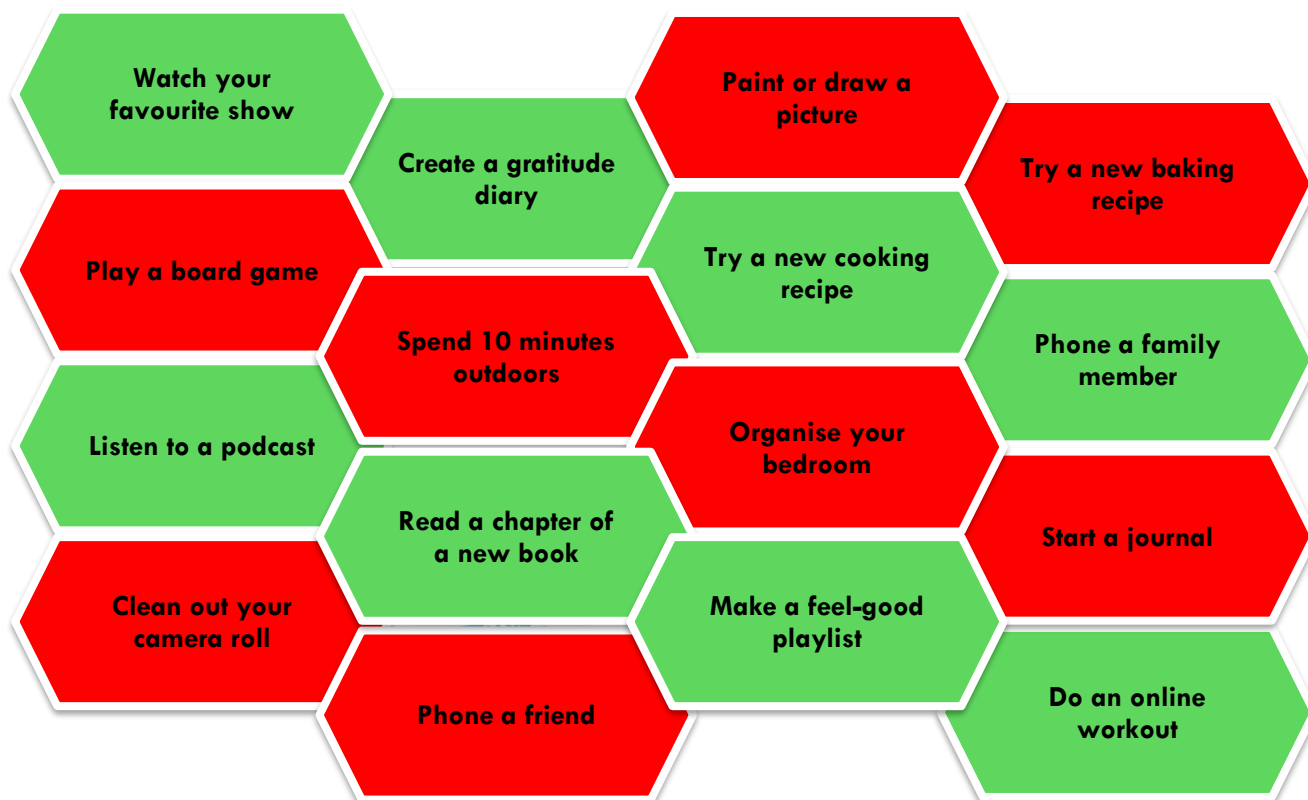 Watch your
favourite show
Play a board game
Listen to a podcast
Clean out your
camera roll
Create a gratitude
diary
Spend 10 minutes
outdoors
Read a chapter of
a new book
Phone a friend
Paint or draw a
picture
Try a new cooking
recipe
Organise your
bedroom
Make a feel-good
playlist
Try a new baking
recipe
Phone a family
member
Start a journal
Do an online
workout